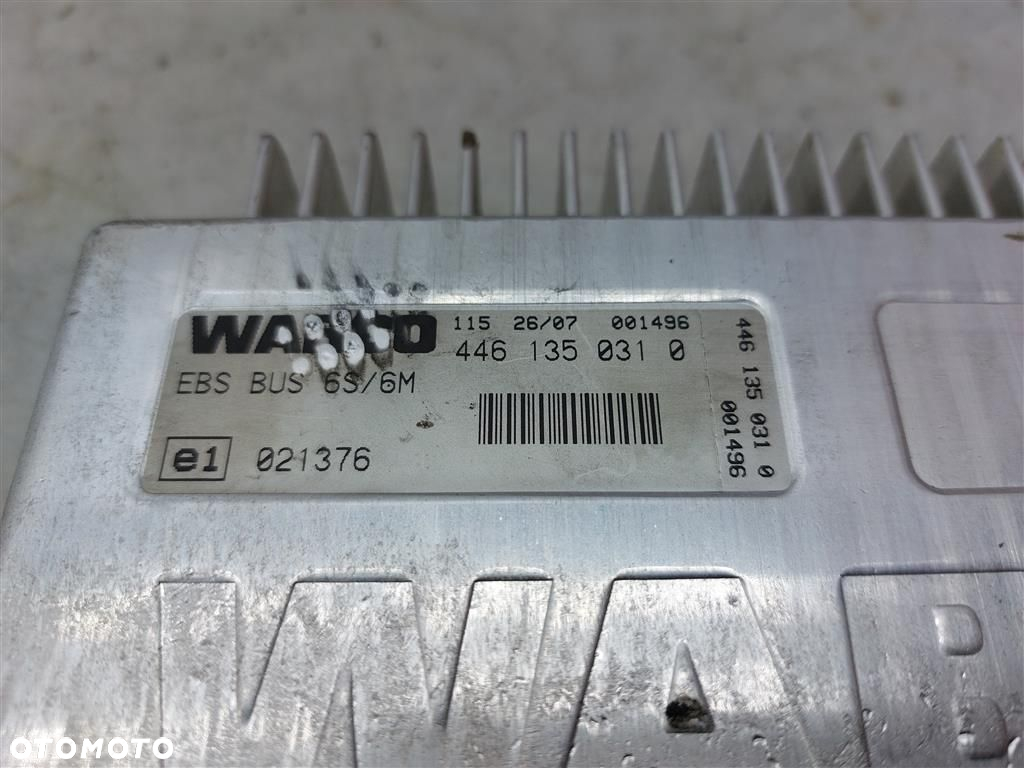 WABCO 115 26/07 001496
446 135 031 0
EBS BUS 6S/6M
e1 021376
446 135 031 0
001496
WAB
OTOMOTO